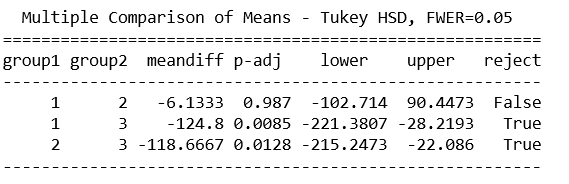 Multiple Comparison of Means - Tukey HSD, FWER=0.05
========================================================
group1 group2 meandiff p-adj lower upper reject
--------------------------------------------------------
1 2 -6.1333 0.987 -102.714 90.4473 False
1 3 -124.8 0.0085 -221.3807 -28.2193 True
2 3 -118.6667 0.0128 -215.2473 -22.086 True
--------------------------------------------------------